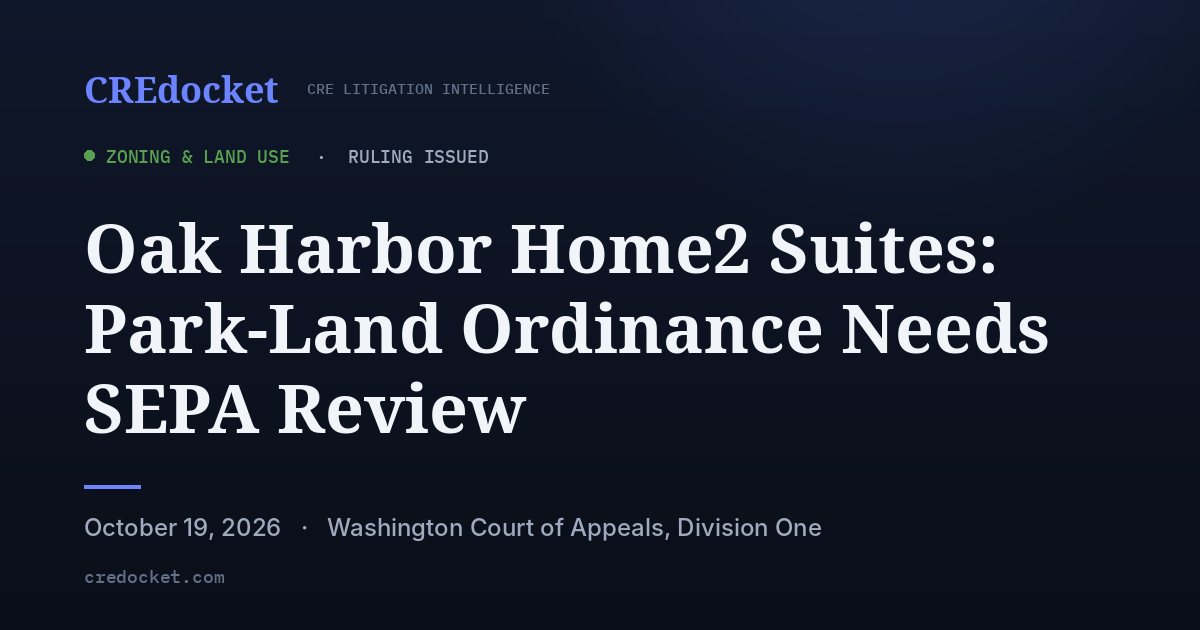 CREdocket CRE LITIGATION INTELLIGENCE
ZONING & LAND USE · RULING ISSUED
Oak Harbor Home2 Suites:
Park-Land Ordinance Needs
SEPA Review
October 19, 2026 · Washington Court of Appeals, Division One
credocket.com